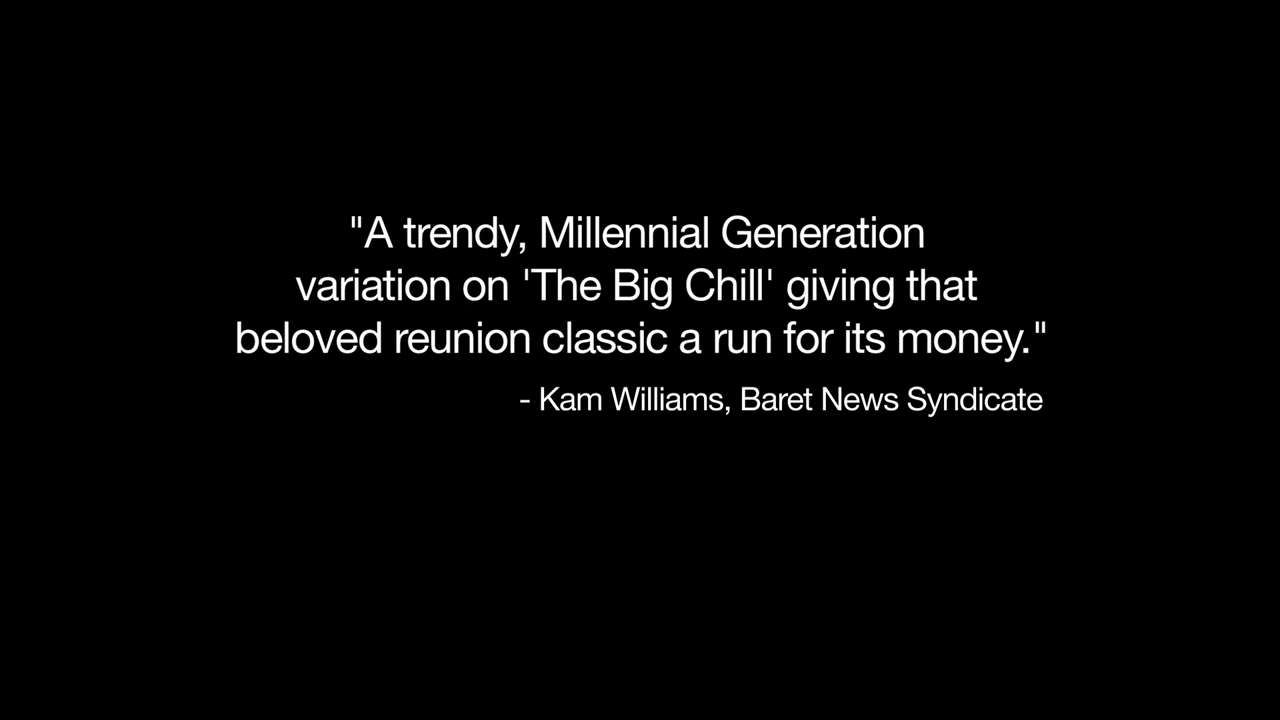 "A trendy, Millennial Generation
variation on 'The Big Chill' giving that
beloved reunion classic a run for its money."
- Kam Williams, Baret News Syndicate